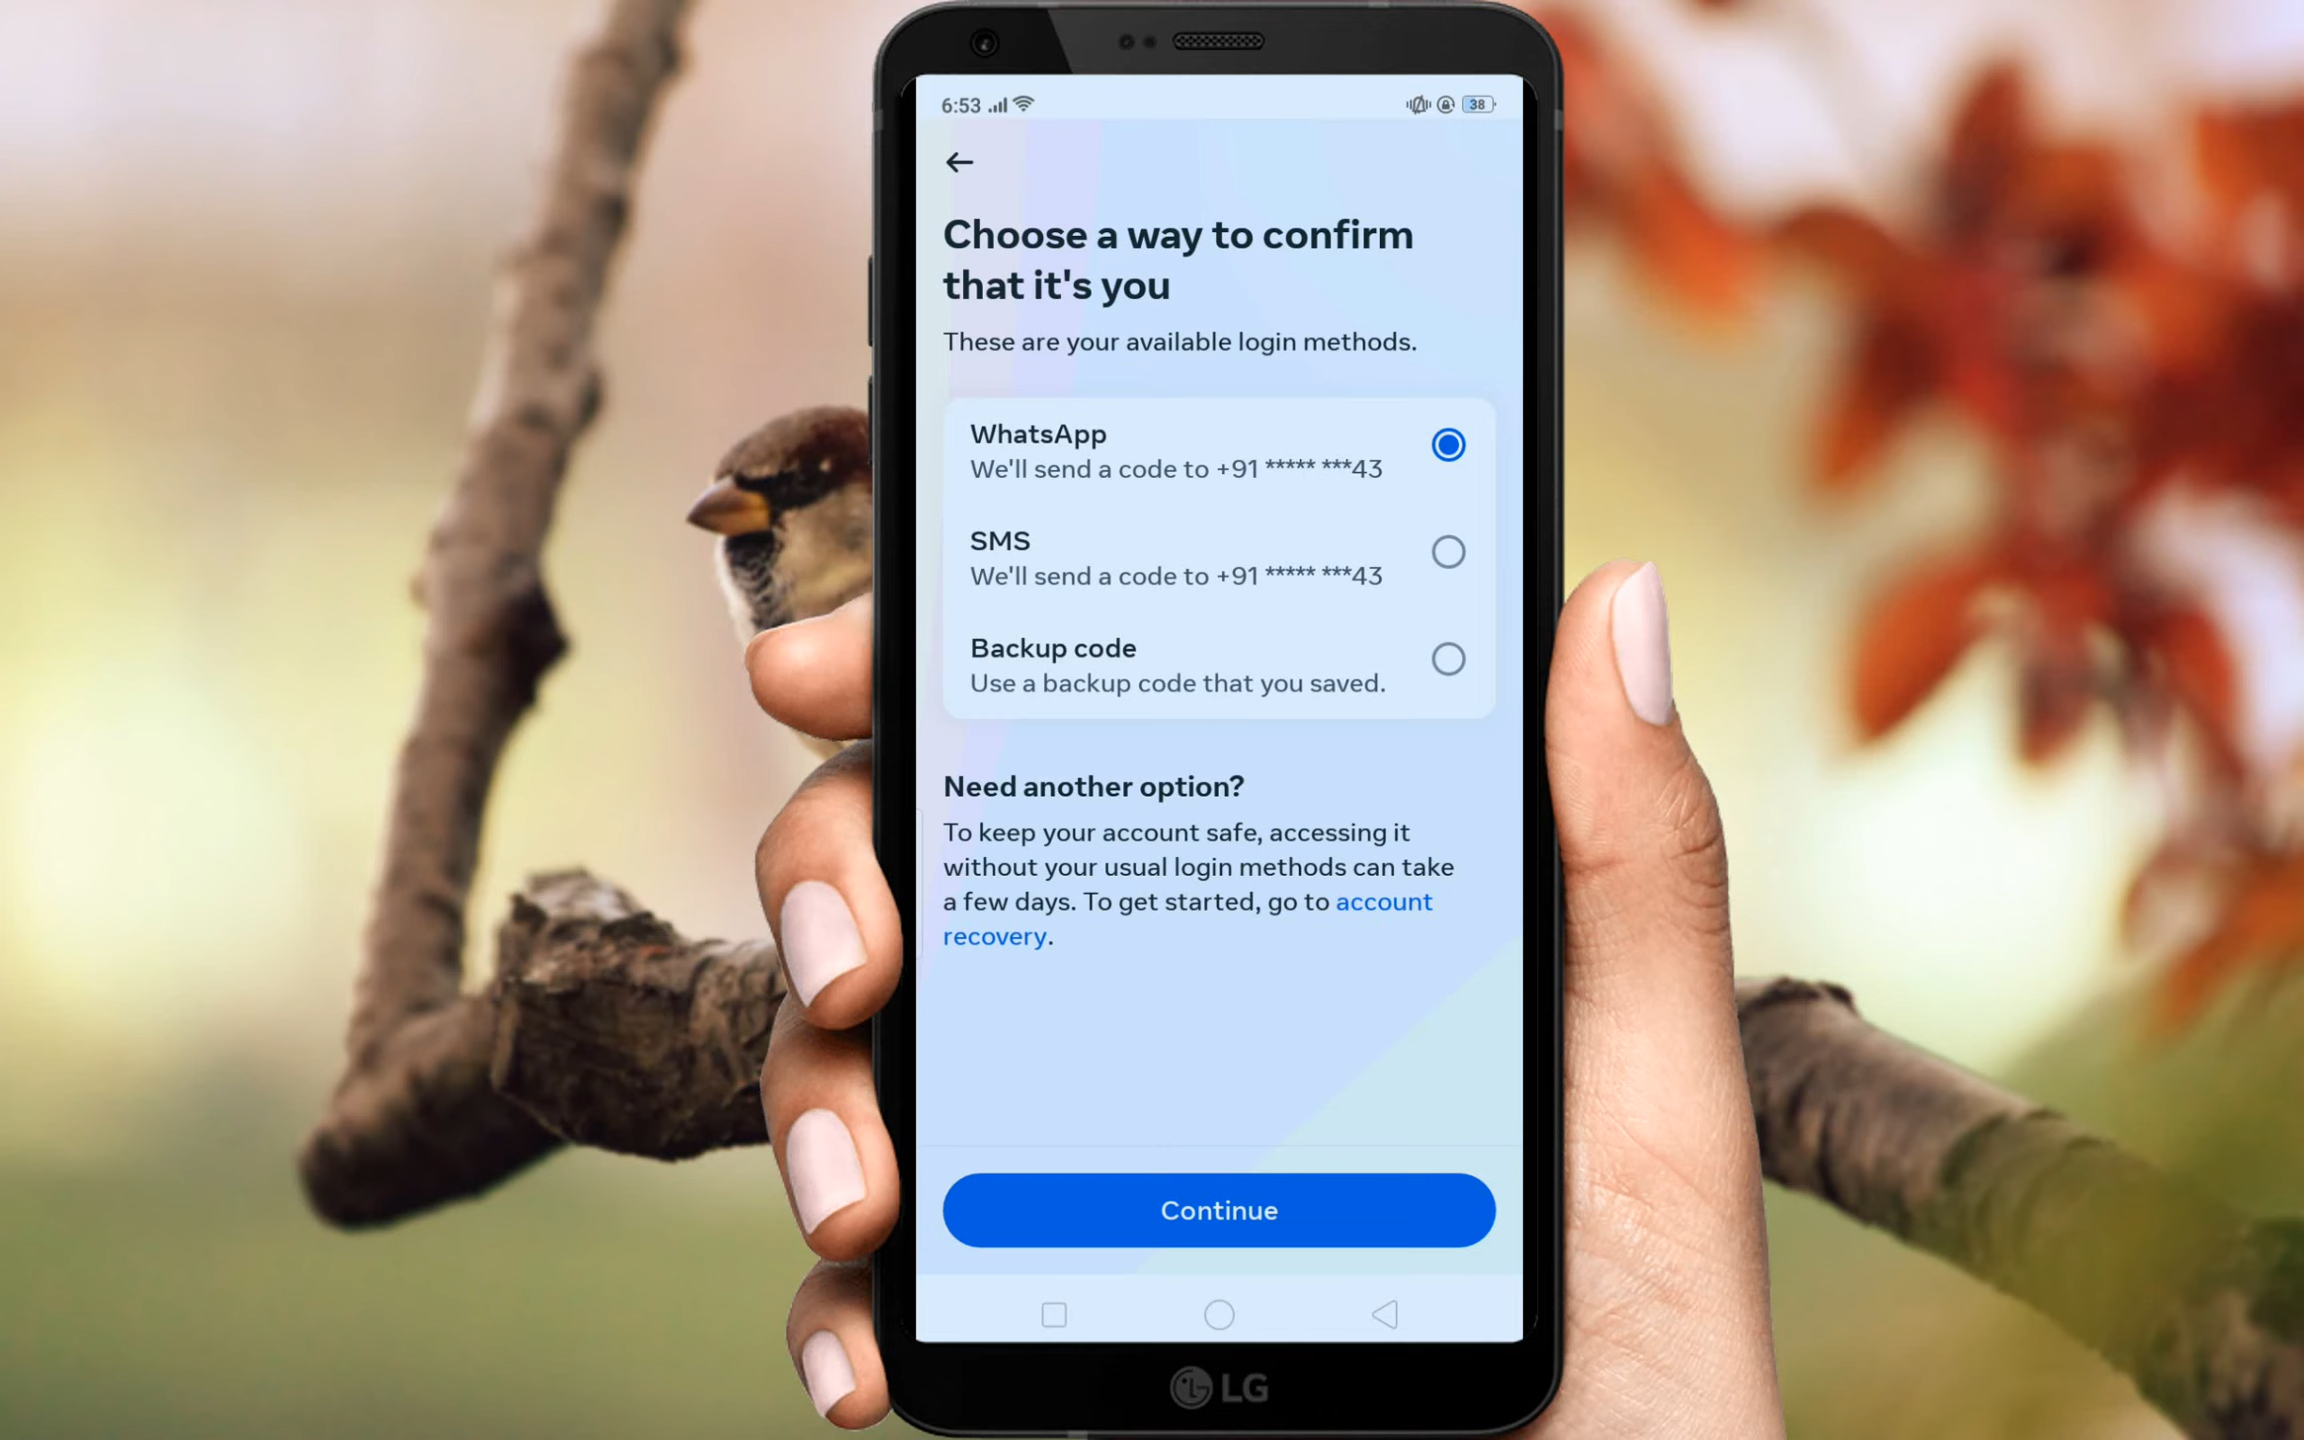 6:53
38
Choose a way to confirm
that it's you
These are your available login methods.
WhatsApp
We'll send a code to +91 ***** ***43
SMS
We'll send a code to +91 ***** ***43
Backup code
Use a backup code that you saved.
Need another option?
To keep your account safe, accessing it
without your usual login methods can take
a few days. To get started, go to account
recovery.
Continue
LG